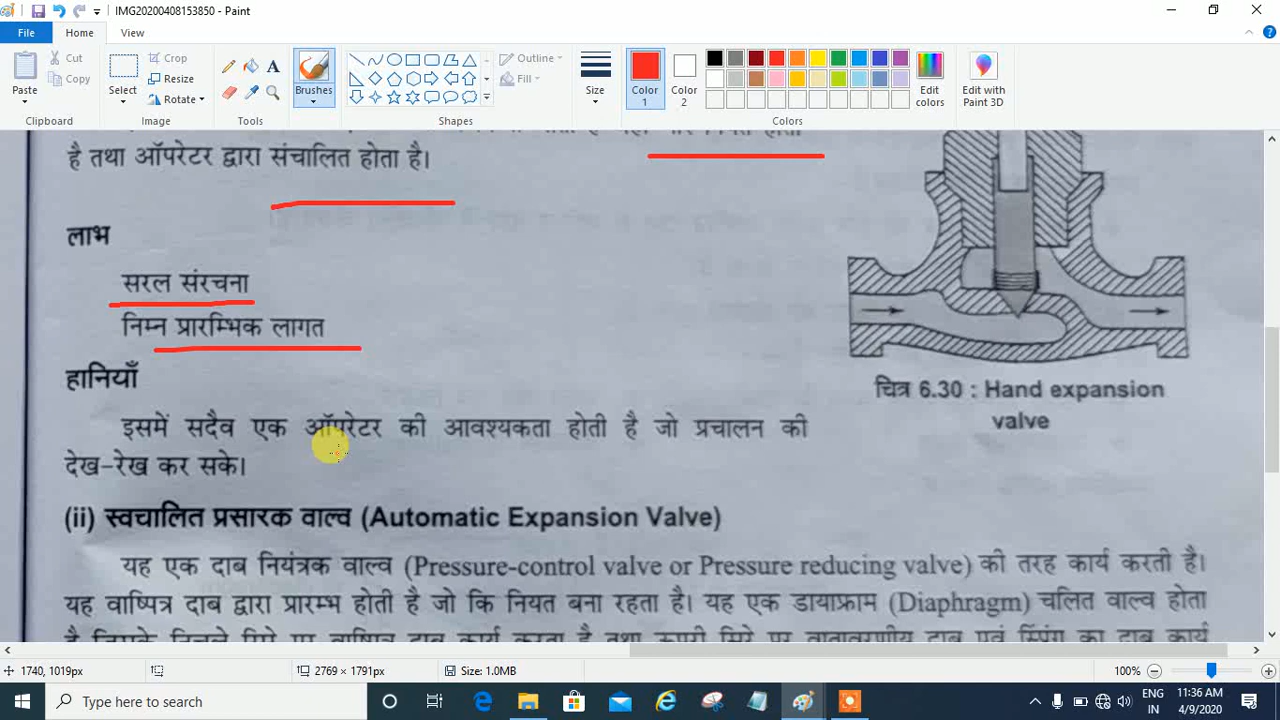 IMG20200408153850 - Paint
File Home View
Paste Cut Copy Clipboard
Select Crop Resize Rotate Image
Tools
Brushes
Shapes Outline Fill
Size
Color 1 Color 2 Colors
Edit colors
Edit with Paint 3D
है तथा ऑपरेटर द्वारा संचालित होता है।
लाभ
सरल संरचना
निम्न प्रारम्भिक लागत
हानियाँ
इसमें सदैव एक ऑपरेटर की आवश्यकता होती है जो प्रचालन की
देख-रेख कर सके।
चित्र 6.30 : Hand expansion
valve
(ii) स्वचालित प्रसारक वाल्व (Automatic Expansion Valve)
यह एक दाब नियंत्रक वाल्व (Pressure-control valve or Pressure reducing valve) की तरह कार्य करती है।
यह वाष्पित्र दाब द्वारा प्रारम्भ होती है जो कि नियत बना रहता है। यह एक डायाफ्राम (Diaphragm) चलित वाल्व होता
1740, 1019px 2769 × 1791px Size: 1.0MB 100%
Type here to search
ENG
IN
11:36 AM
4/9/2020